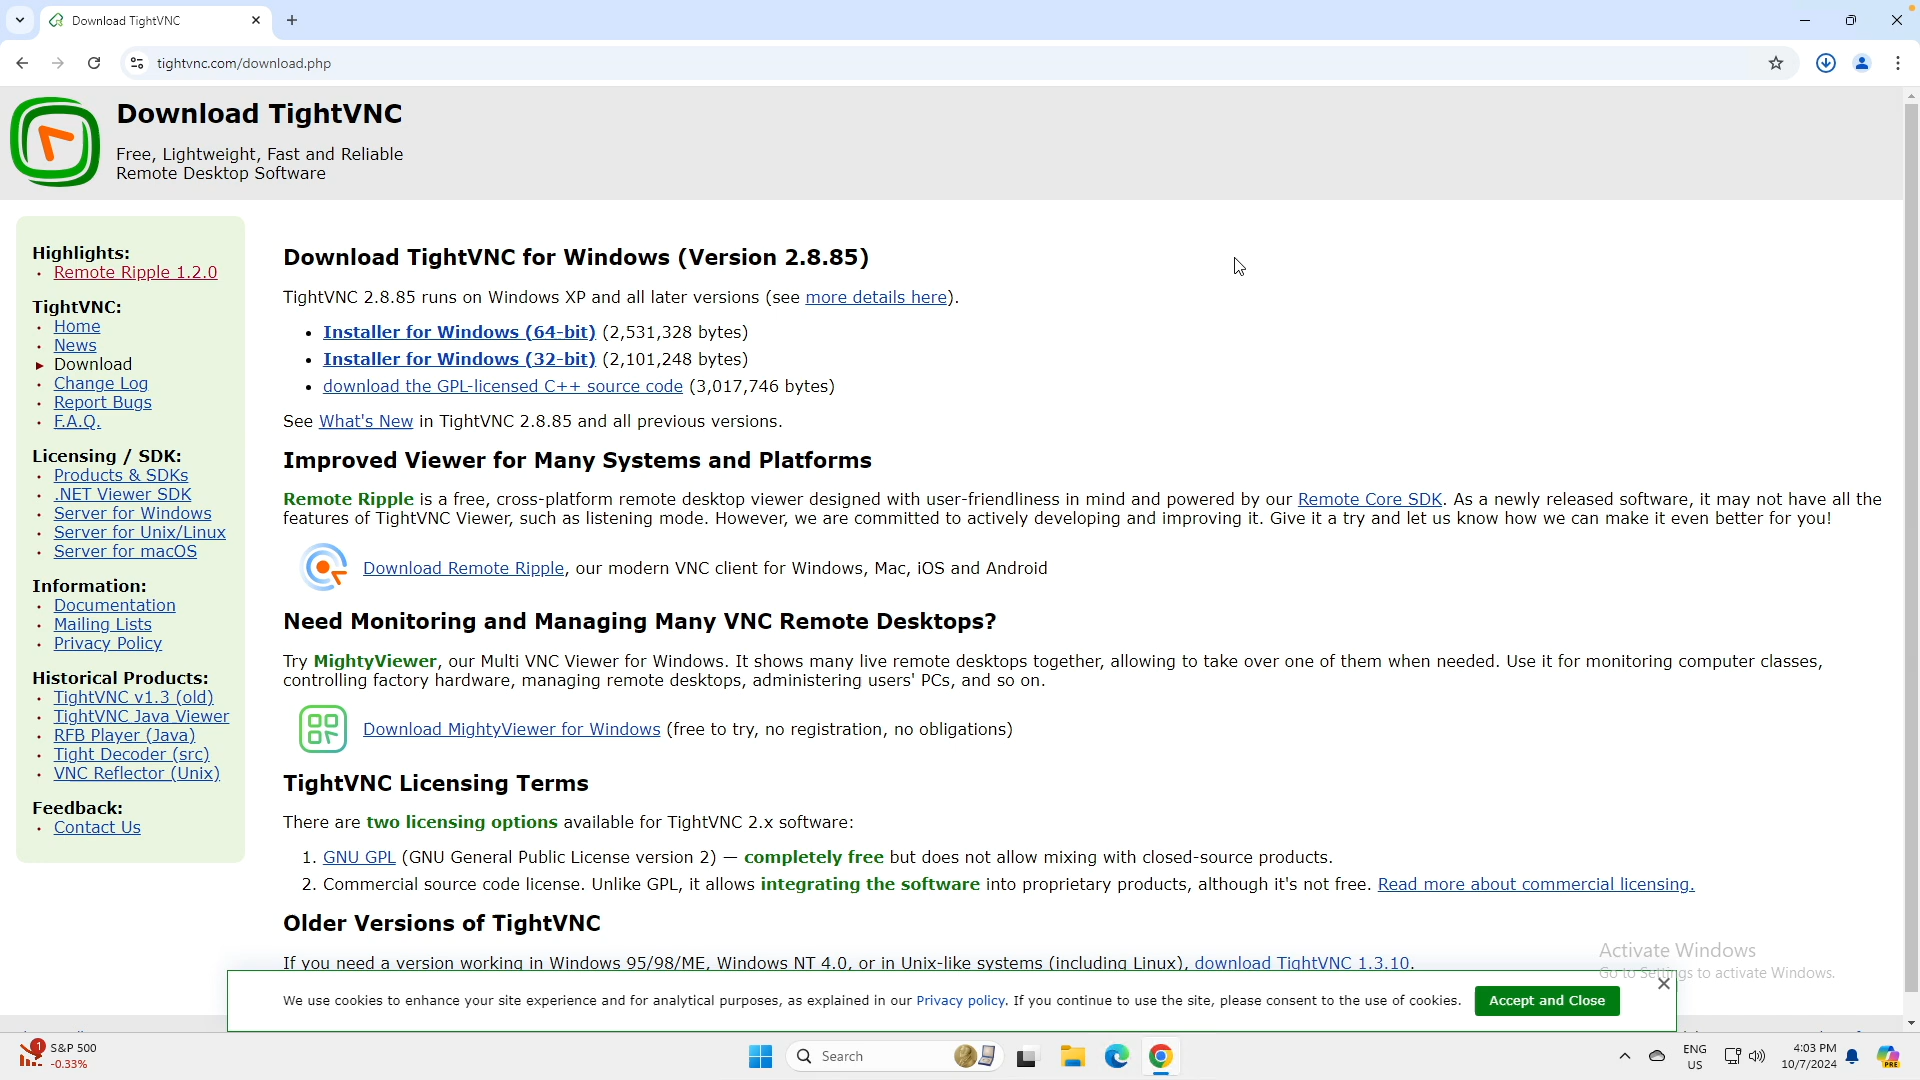 Download TightVNC
tightvnc.com/download.php
Download TightVNC
Free, Lightweight, Fast and Reliable
Remote Desktop Software
Highlights:
Remote Ripple 1.2.0
TightVNC:
Home
News
Download
Change Log
Report Bugs
F.A.Q.
Licensing / SDK:
Products & SDKs
.NET Viewer SDK
Server for Windows
Server for Unix/Linux
Server for macOS
Information:
Documentation
Mailing Lists
Privacy Policy
Historical Products:
TightVNC v1.3 (old)
TightVNC Java Viewer
RFB Player (Java)
Tight Decoder (src)
VNC Reflector (Unix)
Feedback:
Contact Us
Download TightVNC for Windows (Version 2.8.85)
TightVNC 2.8.85 runs on Windows XP and all later versions (see more details here).
• Installer for Windows (64-bit) (2,531,328 bytes)
• Installer for Windows (32-bit) (2,101,248 bytes)
• download the GPL-licensed C++ source code (3,017,746 bytes)
See What's New in TightVNC 2.8.85 and all previous versions.
Improved Viewer for Many Systems and Platforms
Remote Ripple is a free, cross-platform remote desktop viewer designed with user-friendliness in mind and powered by our Remote Core SDK. As a newly released software, it may not have all the
features of TightVNC Viewer, such as listening mode. However, we are committed to actively developing and improving it. Give it a try and let us know how we can make it even better for you!
Download Remote Ripple, our modern VNC client for Windows, Mac, iOS and Android
Need Monitoring and Managing Many VNC Remote Desktops?
Try MightyViewer, our Multi VNC Viewer for Windows. It shows many live remote desktops together, allowing to take over one of them when needed. Use it for monitoring computer classes,
controlling factory hardware, managing remote desktops, administering users' PCs, and so on.
Download MightyViewer for Windows (free to try, no registration, no obligations)
TightVNC Licensing Terms
There are two licensing options available for TightVNC 2.x software:
1. GNU GPL (GNU General Public License version 2) — completely free but does not allow mixing with closed-source products.
2. Commercial source code license. Unlike GPL, it allows integrating the software into proprietary products, although it's not free. Read more about commercial licensing.
Older Versions of TightVNC
If you need a version working in Windows 95/98/ME, Windows NT 4.0, or in Unix-like systems (including Linux), download TightVNC 1.3.10.
Activate Windows
Go to Settings to activate Windows.
We use cookies to enhance your site experience and for analytical purposes, as explained in our Privacy policy. If you continue to use the site, please consent to the use of cookies.
Accept and Close
1
S&P 500
-0.33%
Search
ENG
US
4:03 PM
10/7/2024
PRE